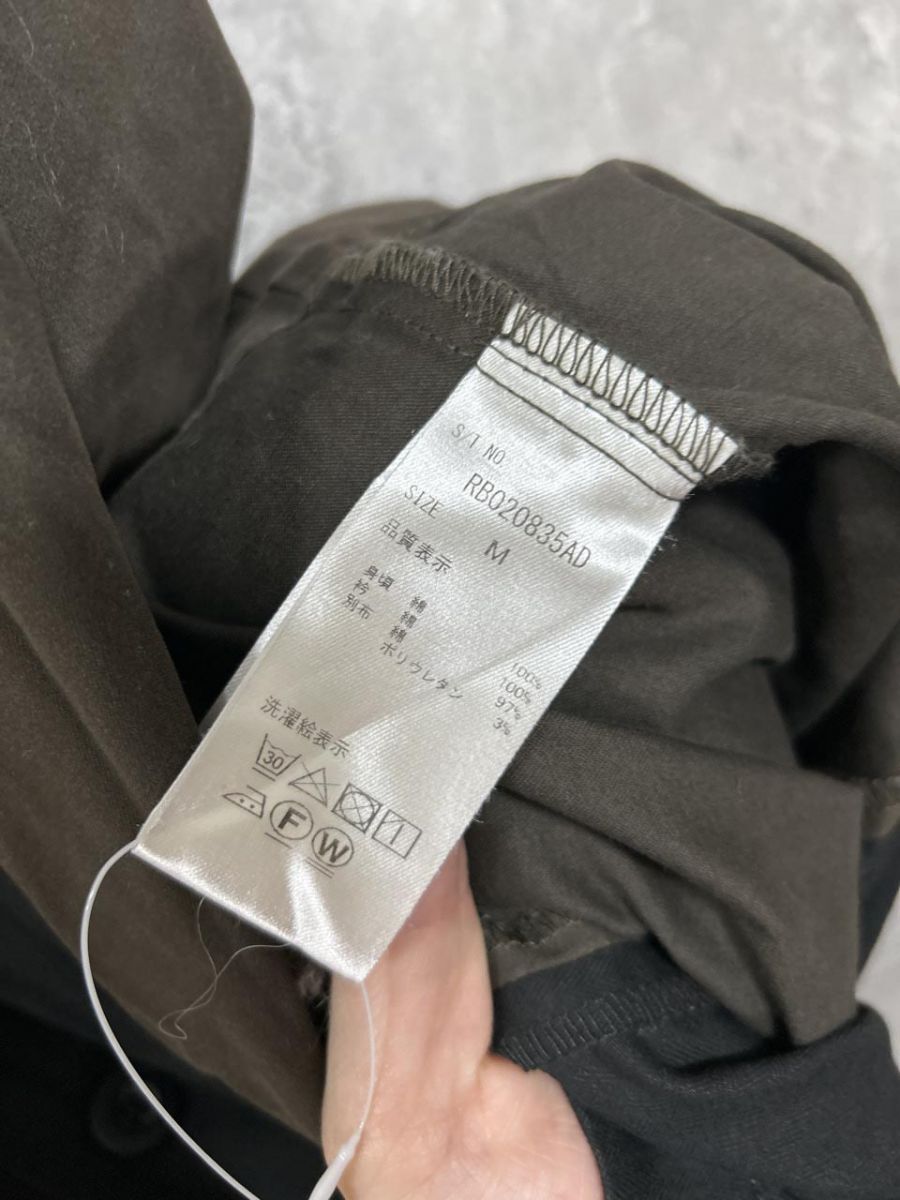 S/T NO.
RB020835AD
SIZE
M
品質表示
身頃 綿 100%
衿 綿 100%
別布 綿 97%
ポリウレタン 3%
洗濯絵表示
30
F W